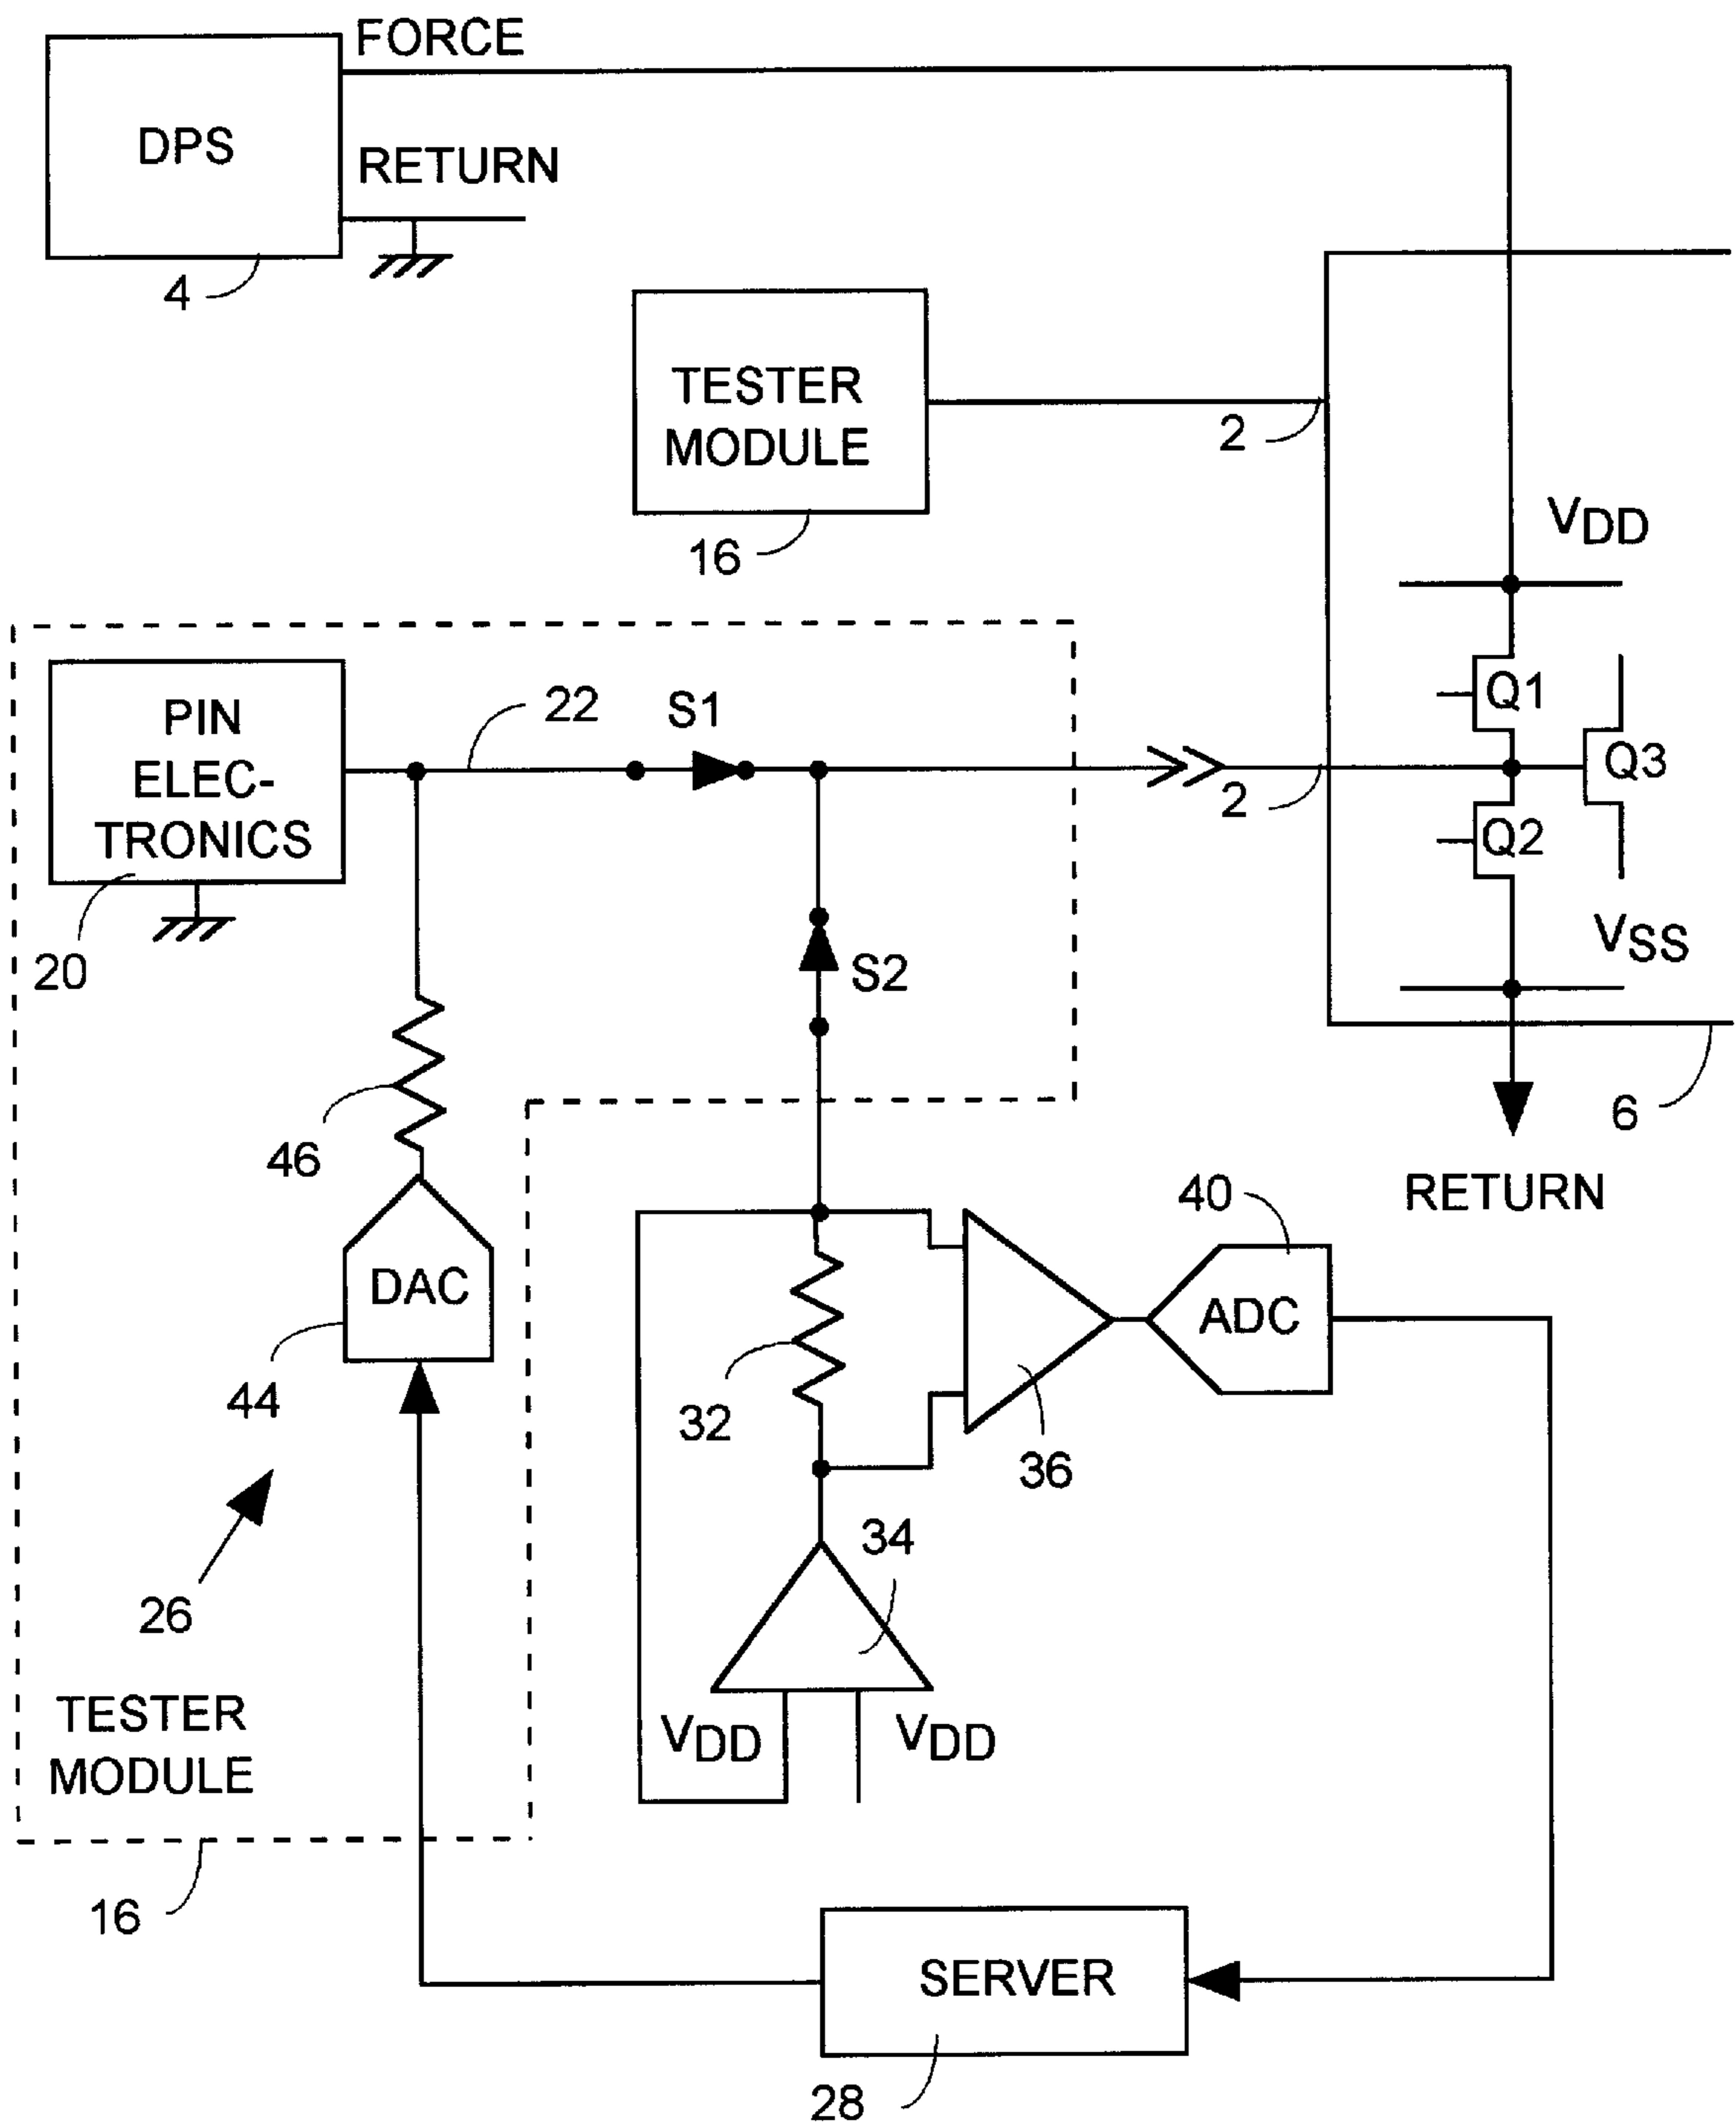 FORCE
DPS
RETURN
4
TESTER
MODULE
2
16
VDD
PIN
ELEC-
TRONICS
22
S1
Q1
2
Q3
Q2
20
S2
VSS
46
6
RETURN
40
DAC
ADC
44
32
36
34
26
TESTER
MODULE
VDD
VDD
16
SERVER
28